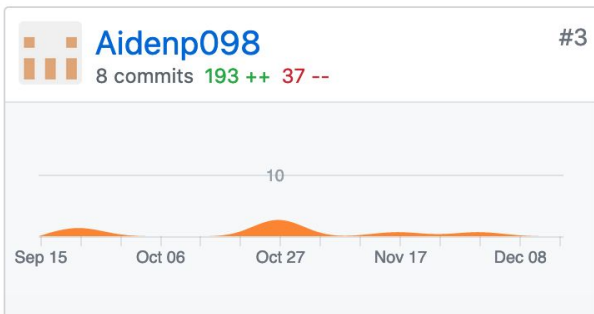 Aidenp098
#3
8 commits 193 ++ 37 --
10
Sep 15 Oct 06 Oct 27 Nov 17 Dec 08